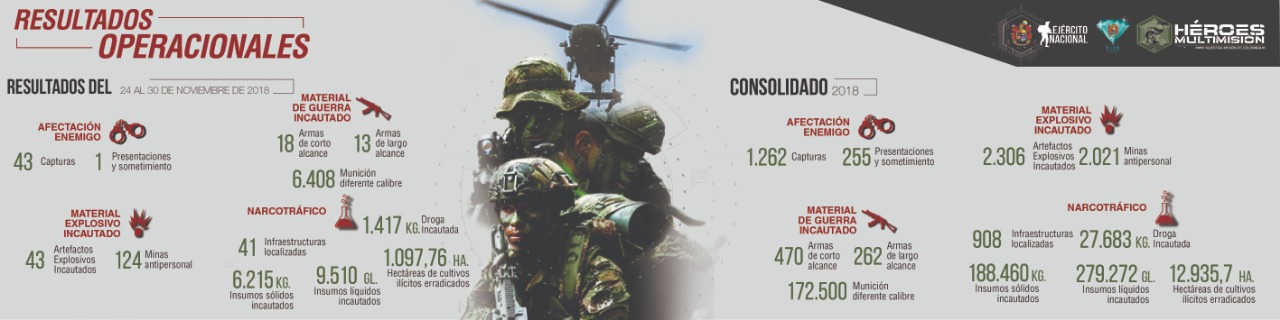 RESULTADOS
OPERACIONALES
RESULTADOS DEL 24 AL 30 DE NOVIEMBRE DE 2018
AFECTACIÓN
ENEMIGO
43 Capturas
1 Presentaciones
y sometimiento
MATERIAL
DE GUERRA
INCAUTADO
18 Armas
de corto
alcance
13 Armas
de largo
alcance
6.408 Munición
diferente calibre
MATERIAL
EXPLOSIVO
INCAUTADO
43 Artefactos
Explosivos
Incautados
124 Minas
antipersonal
NARCOTRÁFICO
1.417 KG. Droga
Incautada
41 Infraestructuras
localizadas
1.097,76 HA.
Hectáreas de cultivos
ilícitos erradicados
6.215 KG.
Insumos sólidos
incautados
9.510 GL.
Insumos líquidos
incautados
EJÉRCITO
NACIONAL
HÉROES
MULTIMISIÓN
CONSOLIDADO 2018
AFECTACIÓN
ENEMIGO
1.262 Capturas
255 Presentaciones
y sometimiento
MATERIAL
EXPLOSIVO
INCAUTADO
2.306 Artefactos
Explosivos
Incautados
2.021 Minas
antipersonal
MATERIAL
DE GUERRA
INCAUTADO
470 Armas
de corto
alcance
262 Armas
de largo
alcance
172.500 Munición
diferente calibre
NARCOTRÁFICO
908 Infraestructuras
localizadas
27.683 KG. Droga
Incautada
188.460 KG.
Insumos sólidos
incautados
279.272 GL.
Insumos líquidos
incautados
12.935,7 HA.
Hectáreas de cultivos
ilícitos erradicados